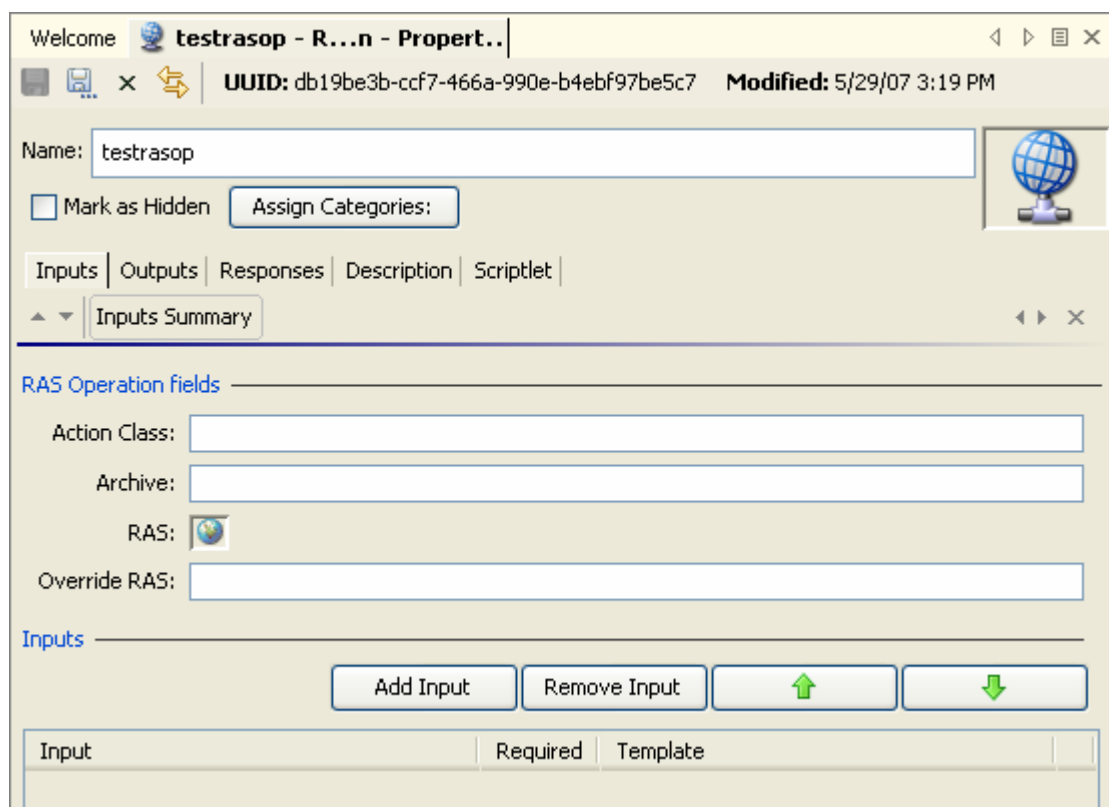 Welcome testrasop - R...n - Propert..
UUID: db19be3b-ccf7-466a-990e-b4ebf97be5c7 Modified: 5/29/07 3:19 PM
Name: testrasop
Mark as Hidden Assign Categories:
Inputs Outputs Responses Description Scriptlet
Inputs Summary
RAS Operation fields
Action Class:
Archive:
RAS:
Override RAS:
Inputs
Add Input Remove Input
Input Required Template